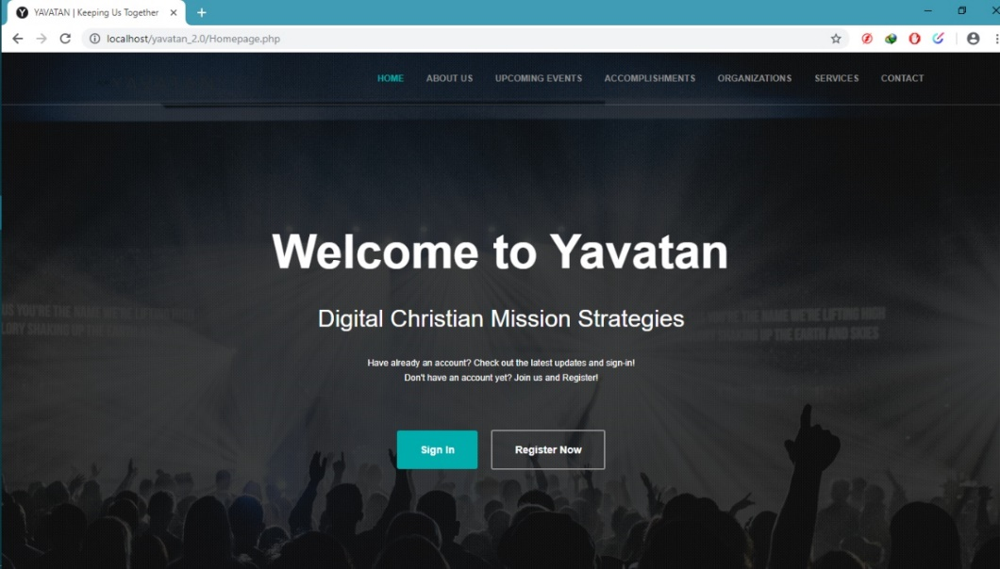 YAVATAN | Keeping Us Together
localhost/yavatan_2.0/Homepage.php
HOME ABOUT US UPCOMING EVENTS ACCOMPLISHMENTS ORGANIZATIONS SERVICES CONTACT
Welcome to Yavatan
Digital Christian Mission Strategies
US YOU'RE THE NAME WE'RE LIFTING HIGH
LORY SHAKING UP THE EARTH
YOU'RE THE NAME WE'RE LIFTING HIGH
SHAKING UP THE EARTH AND SKIES
Have already an account? Check out the latest updates and sign-in!
Don't have an account yet? Join us and Register!
Sign In Register Now